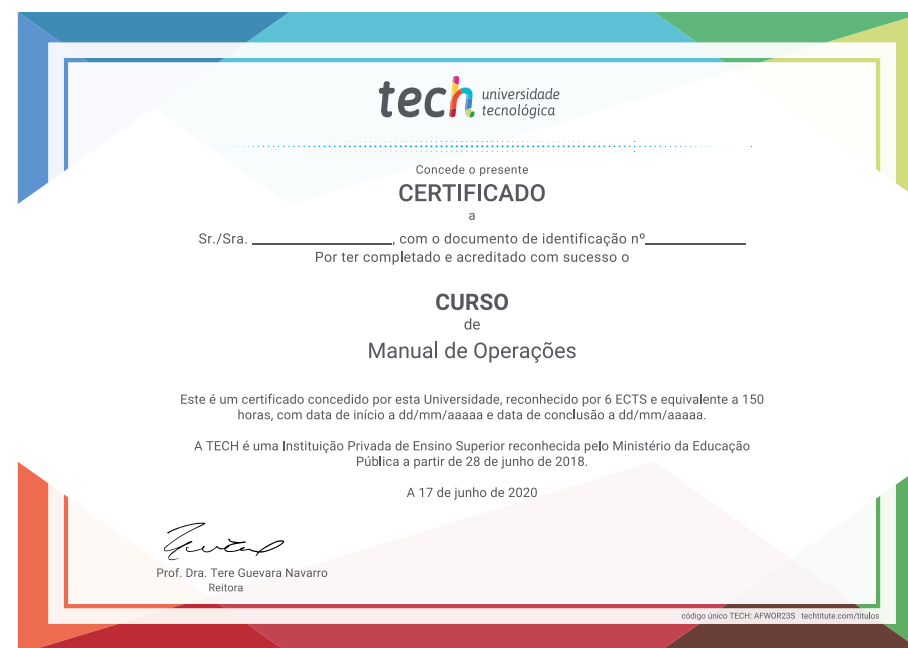 tech universidade
tecnológica
Concede o presente
CERTIFICADO
a
Sr./Sra. ____________________, com o documento de identificação nº______________
Por ter completado e acreditado com sucesso o
CURSO
de
Manual de Operações
Este é um certificado concedido por esta Universidade, reconhecido por 6 ECTS e equivalente a 150
horas, com data de início a dd/mm/aaaaa e data de conclusão a dd/mm/aaaaa.
A TECH é uma Instituição Privada de Ensino Superior reconhecida pelo Ministério da Educação
Pública a partir de 28 de junho de 2018.
A 17 de junho de 2020
Prof. Dra. Tere Guevara Navarro
Reitora
código único TECH: AFWOR23S techtitute.com/titulos